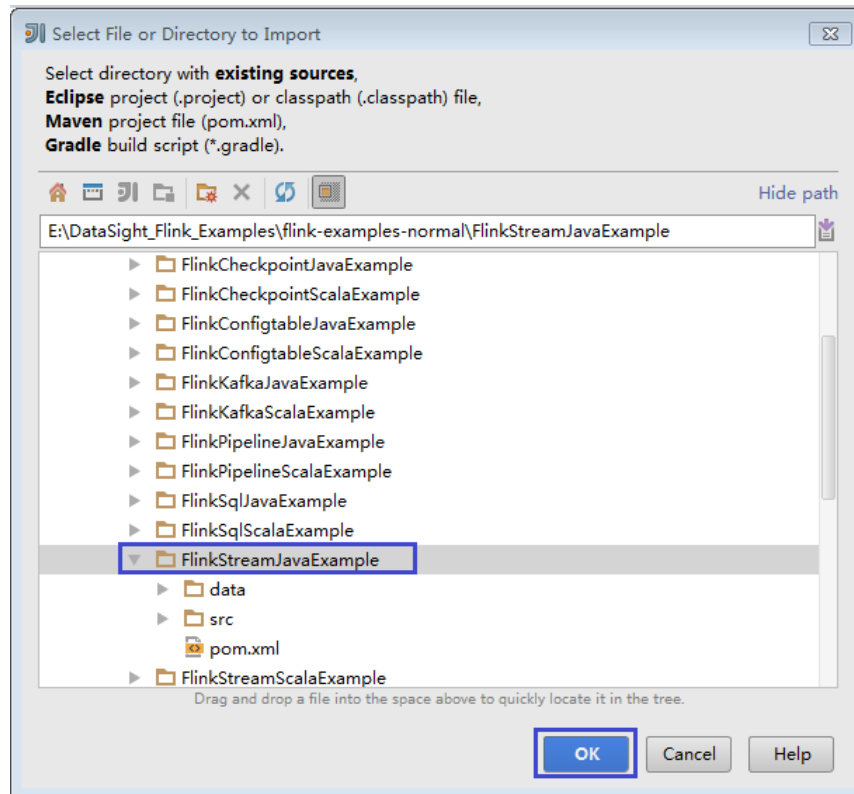 Select File or Directory to Import
Select directory with existing sources,
Eclipse project (.project) or classpath (.classpath) file,
Maven project file (pom.xml),
Gradle build script (*.gradle).
Hide path
E:\DataSight_Flink_Examples\flink-examples-normal\FlinkStreamJavaExample
FlinkCheckpointJavaExample
FlinkCheckpointScalaExample
FlinkConfigtableJavaExample
FlinkConfigtableScalaExample
FlinkKafkaJavaExample
FlinkKafkaScalaExample
FlinkPipelineJavaExample
FlinkPipelineScalaExample
FlinkSqlJavaExample
FlinkSqlScalaExample
FlinkStreamJavaExample
data
src
pom.xml
FlinkStreamScalaExample
Drag and drop a file into the space above to quickly locate it in the tree.
OK Cancel Help